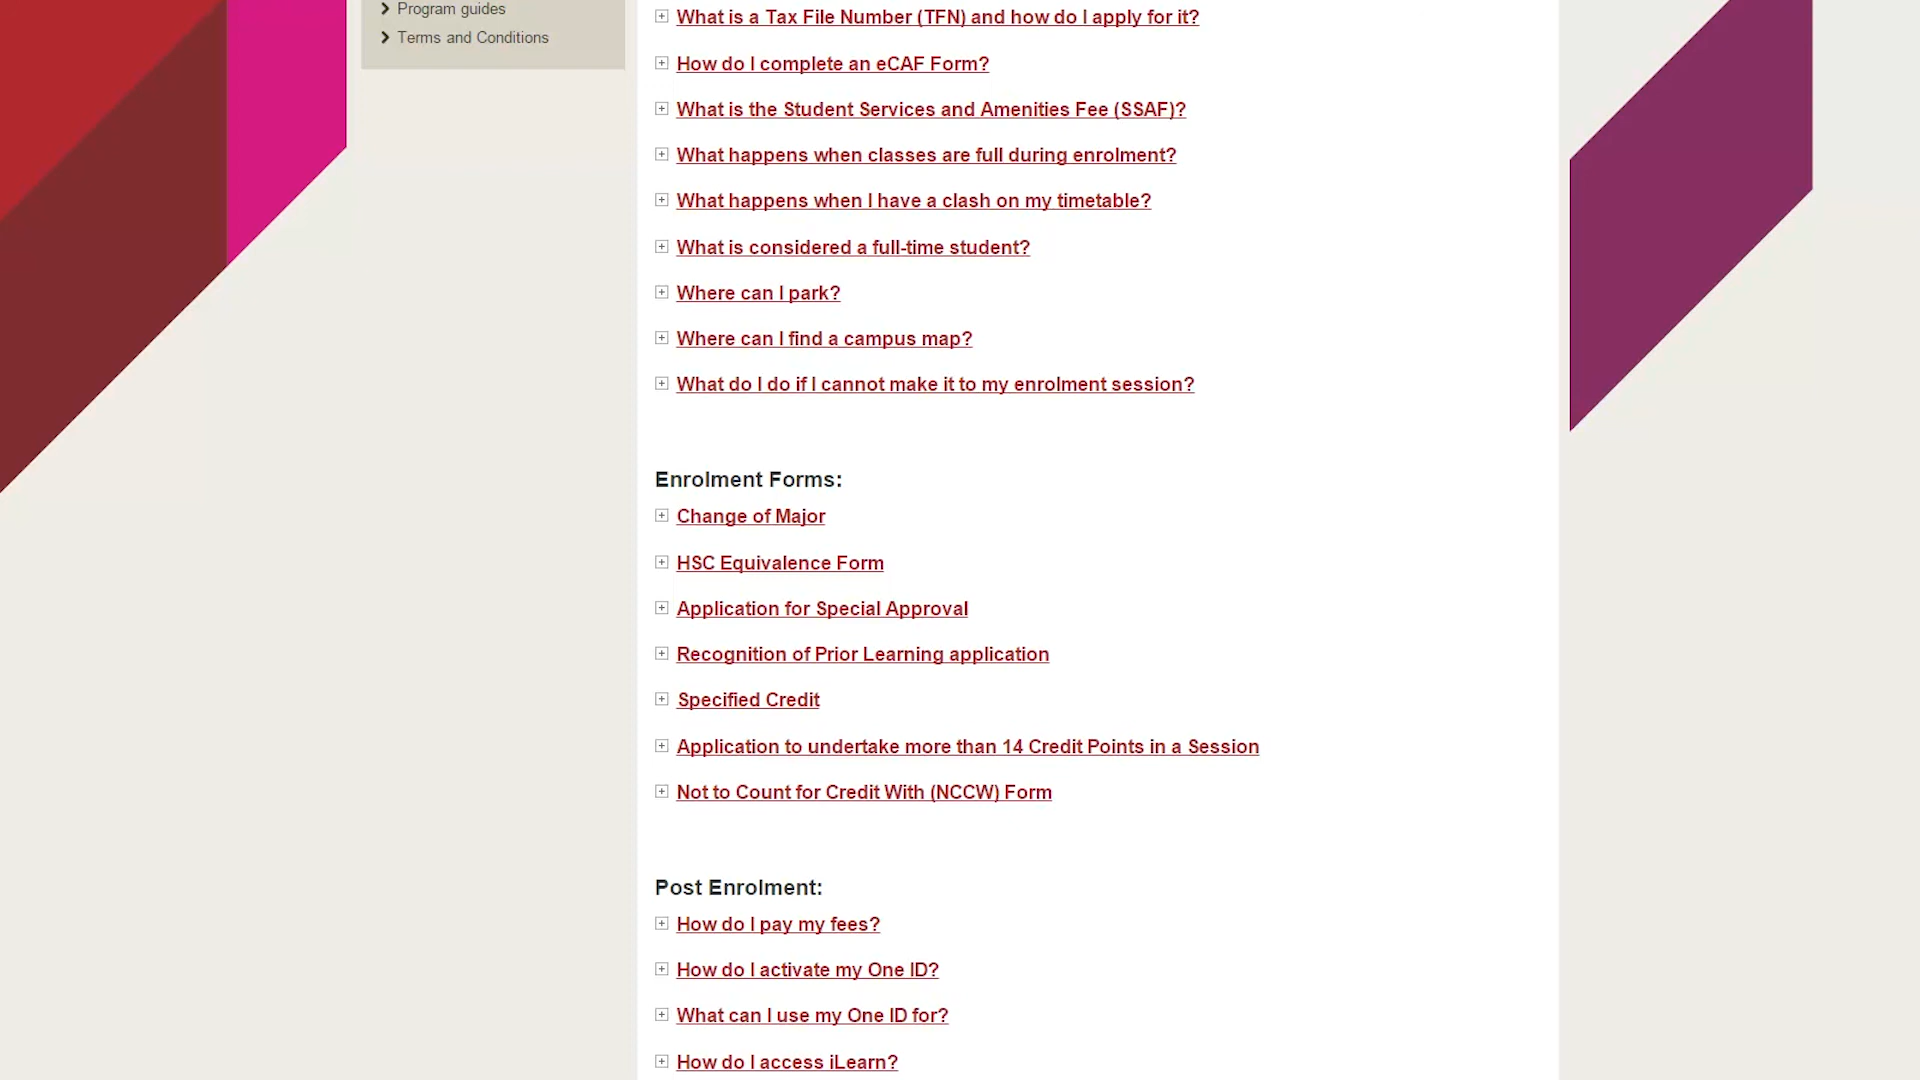 Program guides
Terms and Conditions
What is a Tax File Number (TFN) and how do I apply for it?
How do I complete an eCAF Form?
What is the Student Services and Amenities Fee (SSAF)?
What happens when classes are full during enrolment?
What happens when I have a clash on my timetable?
What is considered a full-time student?
Where can I park?
Where can I find a campus map?
What do I do if I cannot make it to my enrolment session?
Enrolment Forms:
Change of Major
HSC Equivalence Form
Application for Special Approval
Recognition of Prior Learning application
Specified Credit
Application to undertake more than 14 Credit Points in a Session
Not to Count for Credit With (NCCW) Form
Post Enrolment:
How do I pay my fees?
How do I activate my One ID?
What can I use my One ID for?
How do I access iLearn?